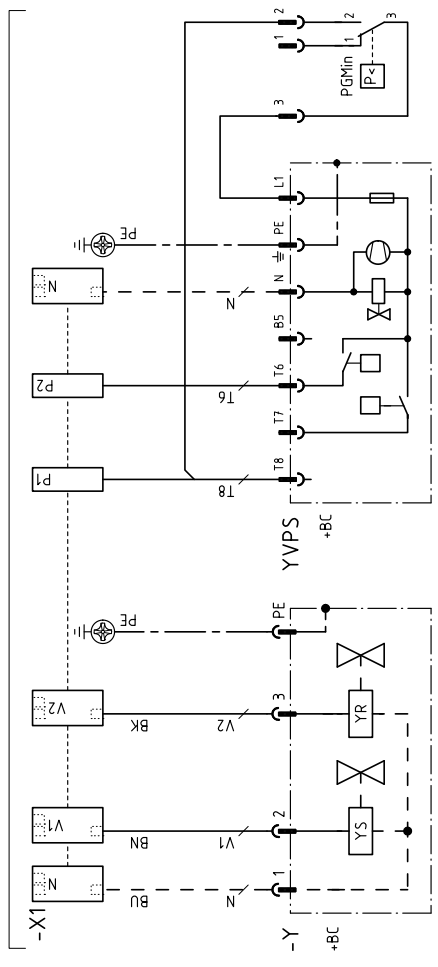 2
1
2
1
3
PGMin
P<
3
L1
PE
PE
N
N
N
B5
P2
T6
T6
T7
P1
T8
T8
YVPS
+BC
PE
PE
V2
BK
V2
3
YR
V1
BN
V1
2
YS
N
BU
N
1
-X1
-Y
+BC